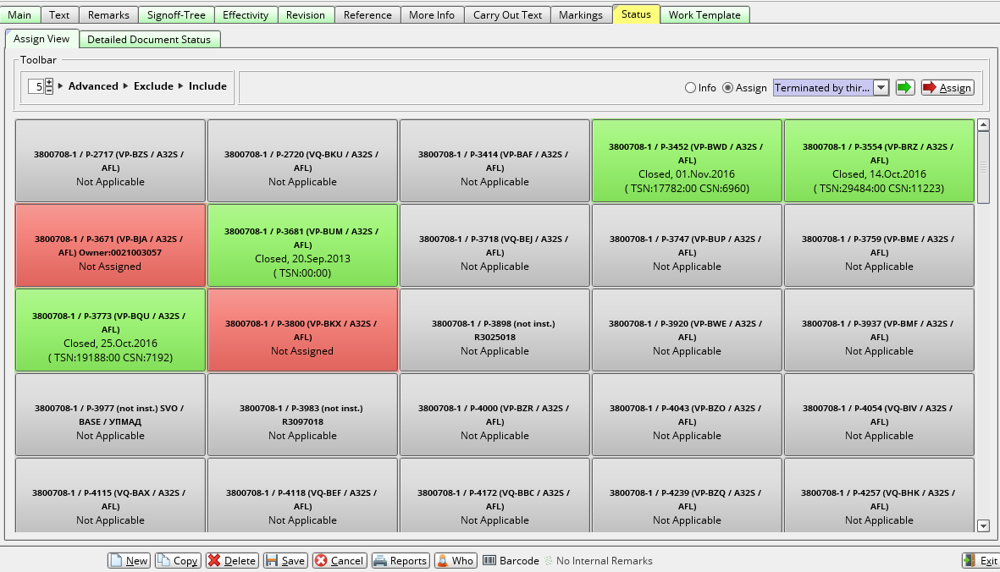 Main Text Remarks Signoff-Tree Effectivity Revision Reference More Info Carry Out Text Markings Status Work Template
Assign View Detailed Document Status
Toolbar
5 Advanced Exclude Include Info Assign Terminated by thir... Assign
3800708-1 / P-2717 (VP-BZS / A32S /
AFL)
Not Applicable
3800708-1 / P-2720 (VQ-BKU / A32S /
AFL)
Not Applicable
3800708-1 / P-3414 (VP-BAF / A32S /
AFL)
Not Applicable
3800708-1 / P-3452 (VP-BWD / A32S /
AFL)
Closed, 01.Nov.2016
( TSN:17782:00 CSN:6960)
3800708-1 / P-3554 (VP-BRZ / A32S /
AFL)
Closed, 14.Oct.2016
( TSN:29484:00 CSN:11223)
3800708-1 / P-3671 (VP-BJA / A32S /
AFL) Owner:0021003057
Not Assigned
3800708-1 / P-3681 (VP-BUM / A32S /
AFL)
Closed, 20.Sep.2013
( TSN:00:00)
3800708-1 / P-3718 (VQ-BEJ / A32S /
AFL)
Not Applicable
3800708-1 / P-3747 (VP-BUP / A32S /
AFL)
Not Applicable
3800708-1 / P-3759 (VP-BME / A32S /
AFL)
Not Applicable
3800708-1 / P-3773 (VP-BQU / A32S /
AFL)
Closed, 25.Oct.2016
( TSN:19188:00 CSN:7192)
3800708-1 / P-3800 (VP-BKX / A32S /
AFL)
Not Assigned
3800708-1 / P-3898 (not inst.)
R3025018
Not Applicable
3800708-1 / P-3920 (VP-BWE / A32S /
AFL)
Not Applicable
3800708-1 / P-3937 (VP-BMF / A32S /
AFL)
Not Applicable
3800708-1 / P-3977 (not inst.) SVO /
BASE / УПМАД
Not Applicable
3800708-1 / P-3983 (not inst.)
R3097018
Not Applicable
3800708-1 / P-4000 (VP-BZR / A32S /
AFL)
Not Applicable
3800708-1 / P-4043 (VP-BZO / A32S /
AFL)
Not Applicable
3800708-1 / P-4054 (VQ-BIV / A32S /
AFL)
Not Applicable
3800708-1 / P-4115 (VQ-BAX / A32S /
AFL)
Not Applicable
3800708-1 / P-4118 (VQ-BEF / A32S /
AFL)
Not Applicable
3800708-1 / P-4172 (VQ-BBC / A32S /
AFL)
Not Applicable
3800708-1 / P-4239 (VP-BZQ / A32S /
AFL)
Not Applicable
3800708-1 / P-4257 (VQ-BHK / A32S /
AFL)
Not Applicable
New Copy Delete Save Cancel Reports Who Barcode No Internal Remarks Exit